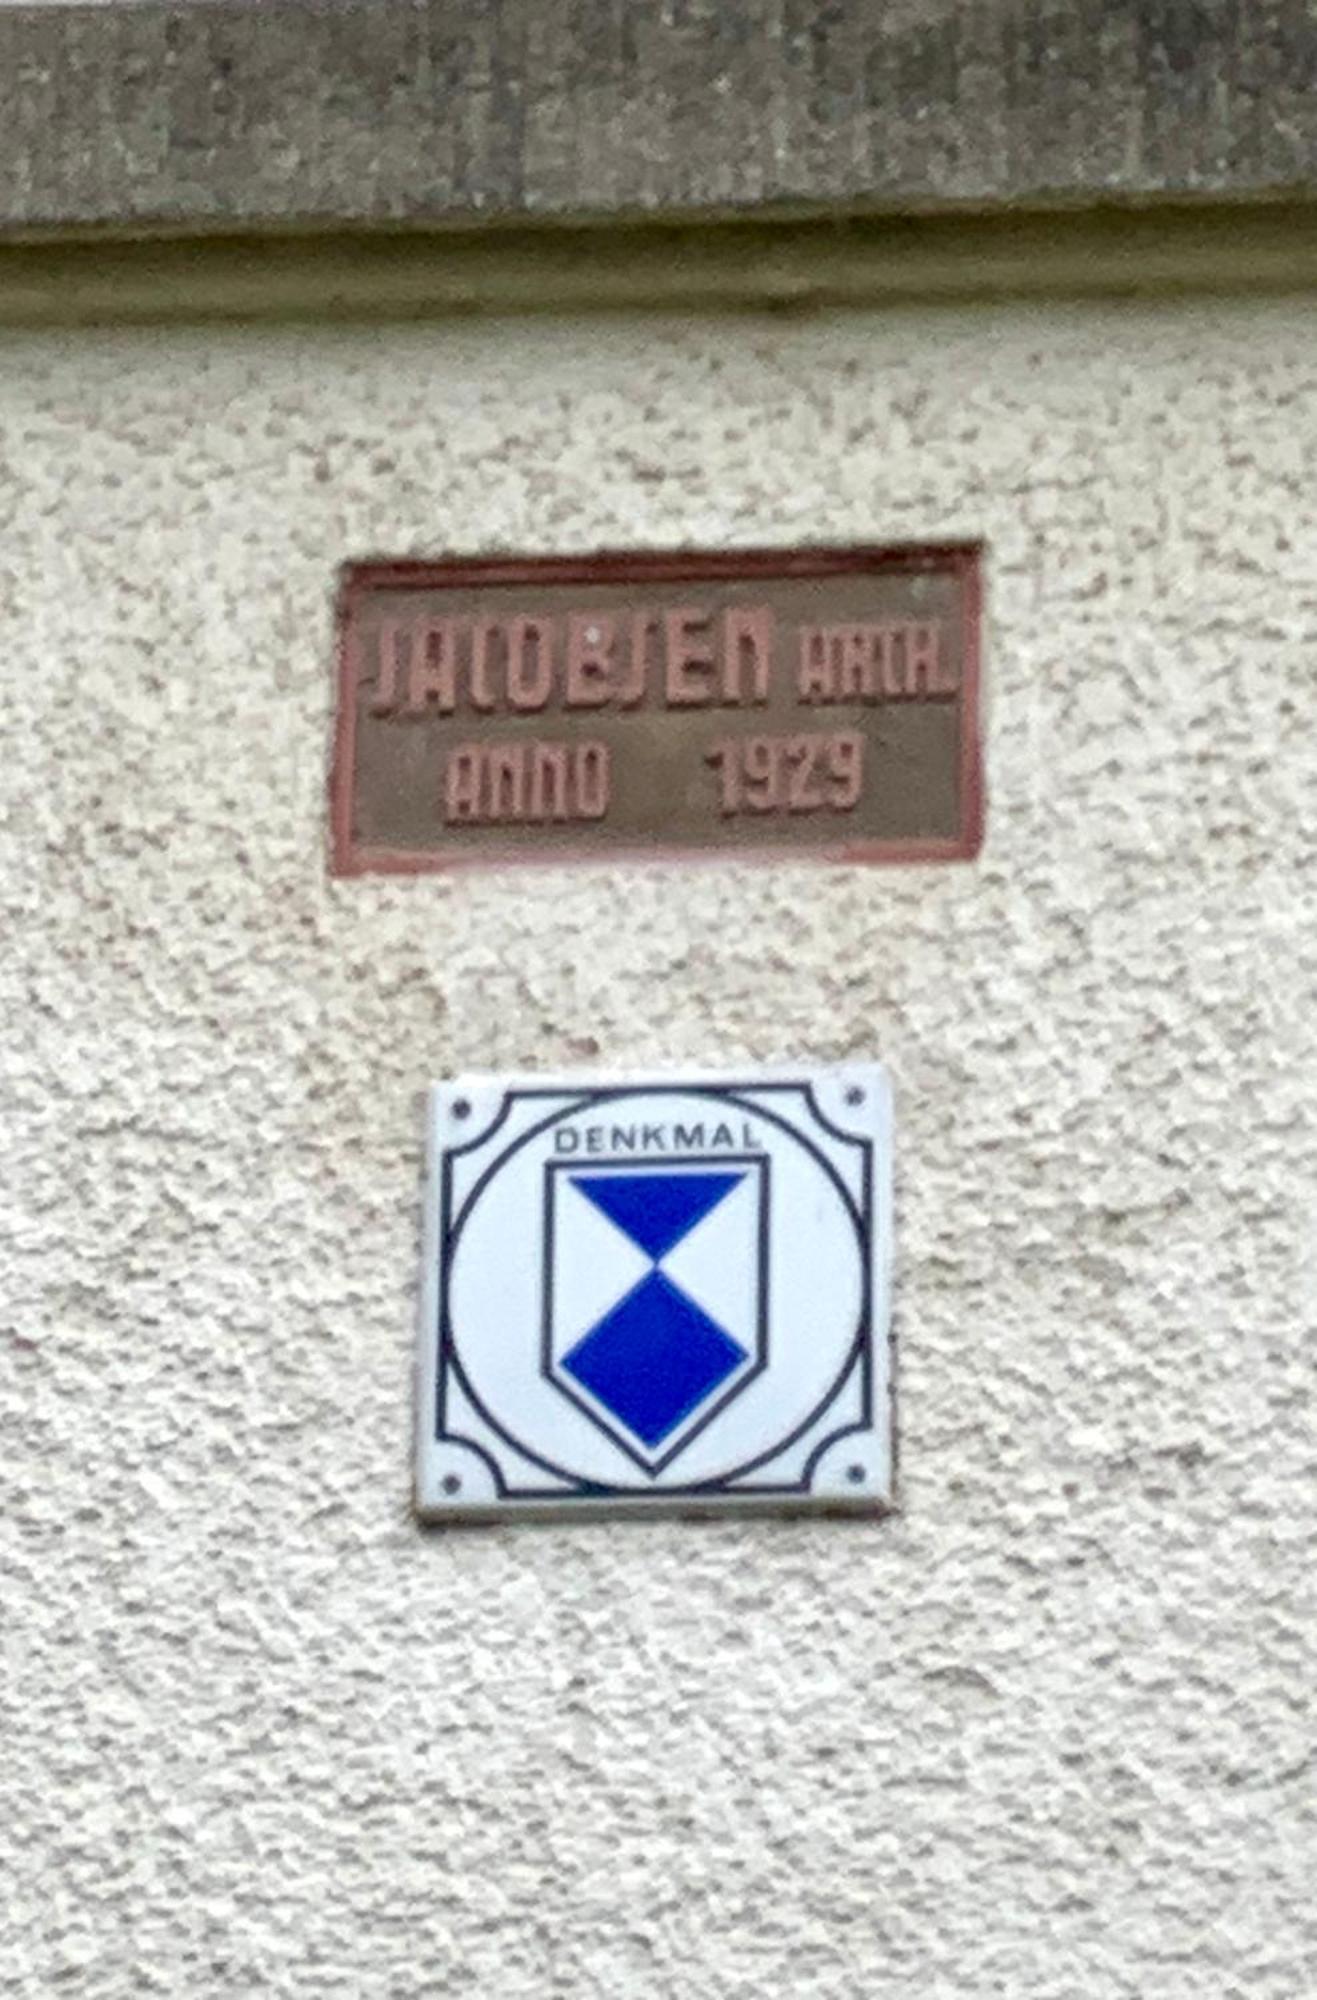 JACOBSEN ARCH.
ANNO 1929
DENKMAL